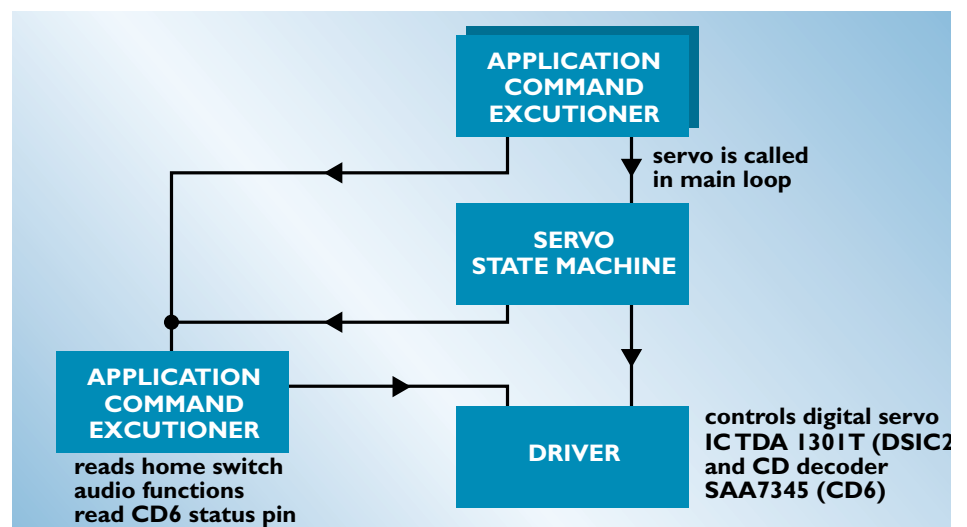 APPLICATION
COMMAND
EXCUTIONER
servo is called
in main loop
SERVO
STATE MACHINE
APPLICATION
COMMAND
EXCUTIONER
reads home switch
audio functions
read CD6 status pin
DRIVER
controls digital servo
IC TDA 1301T (DSIC2
and CD decoder
SAA7345 (CD6)